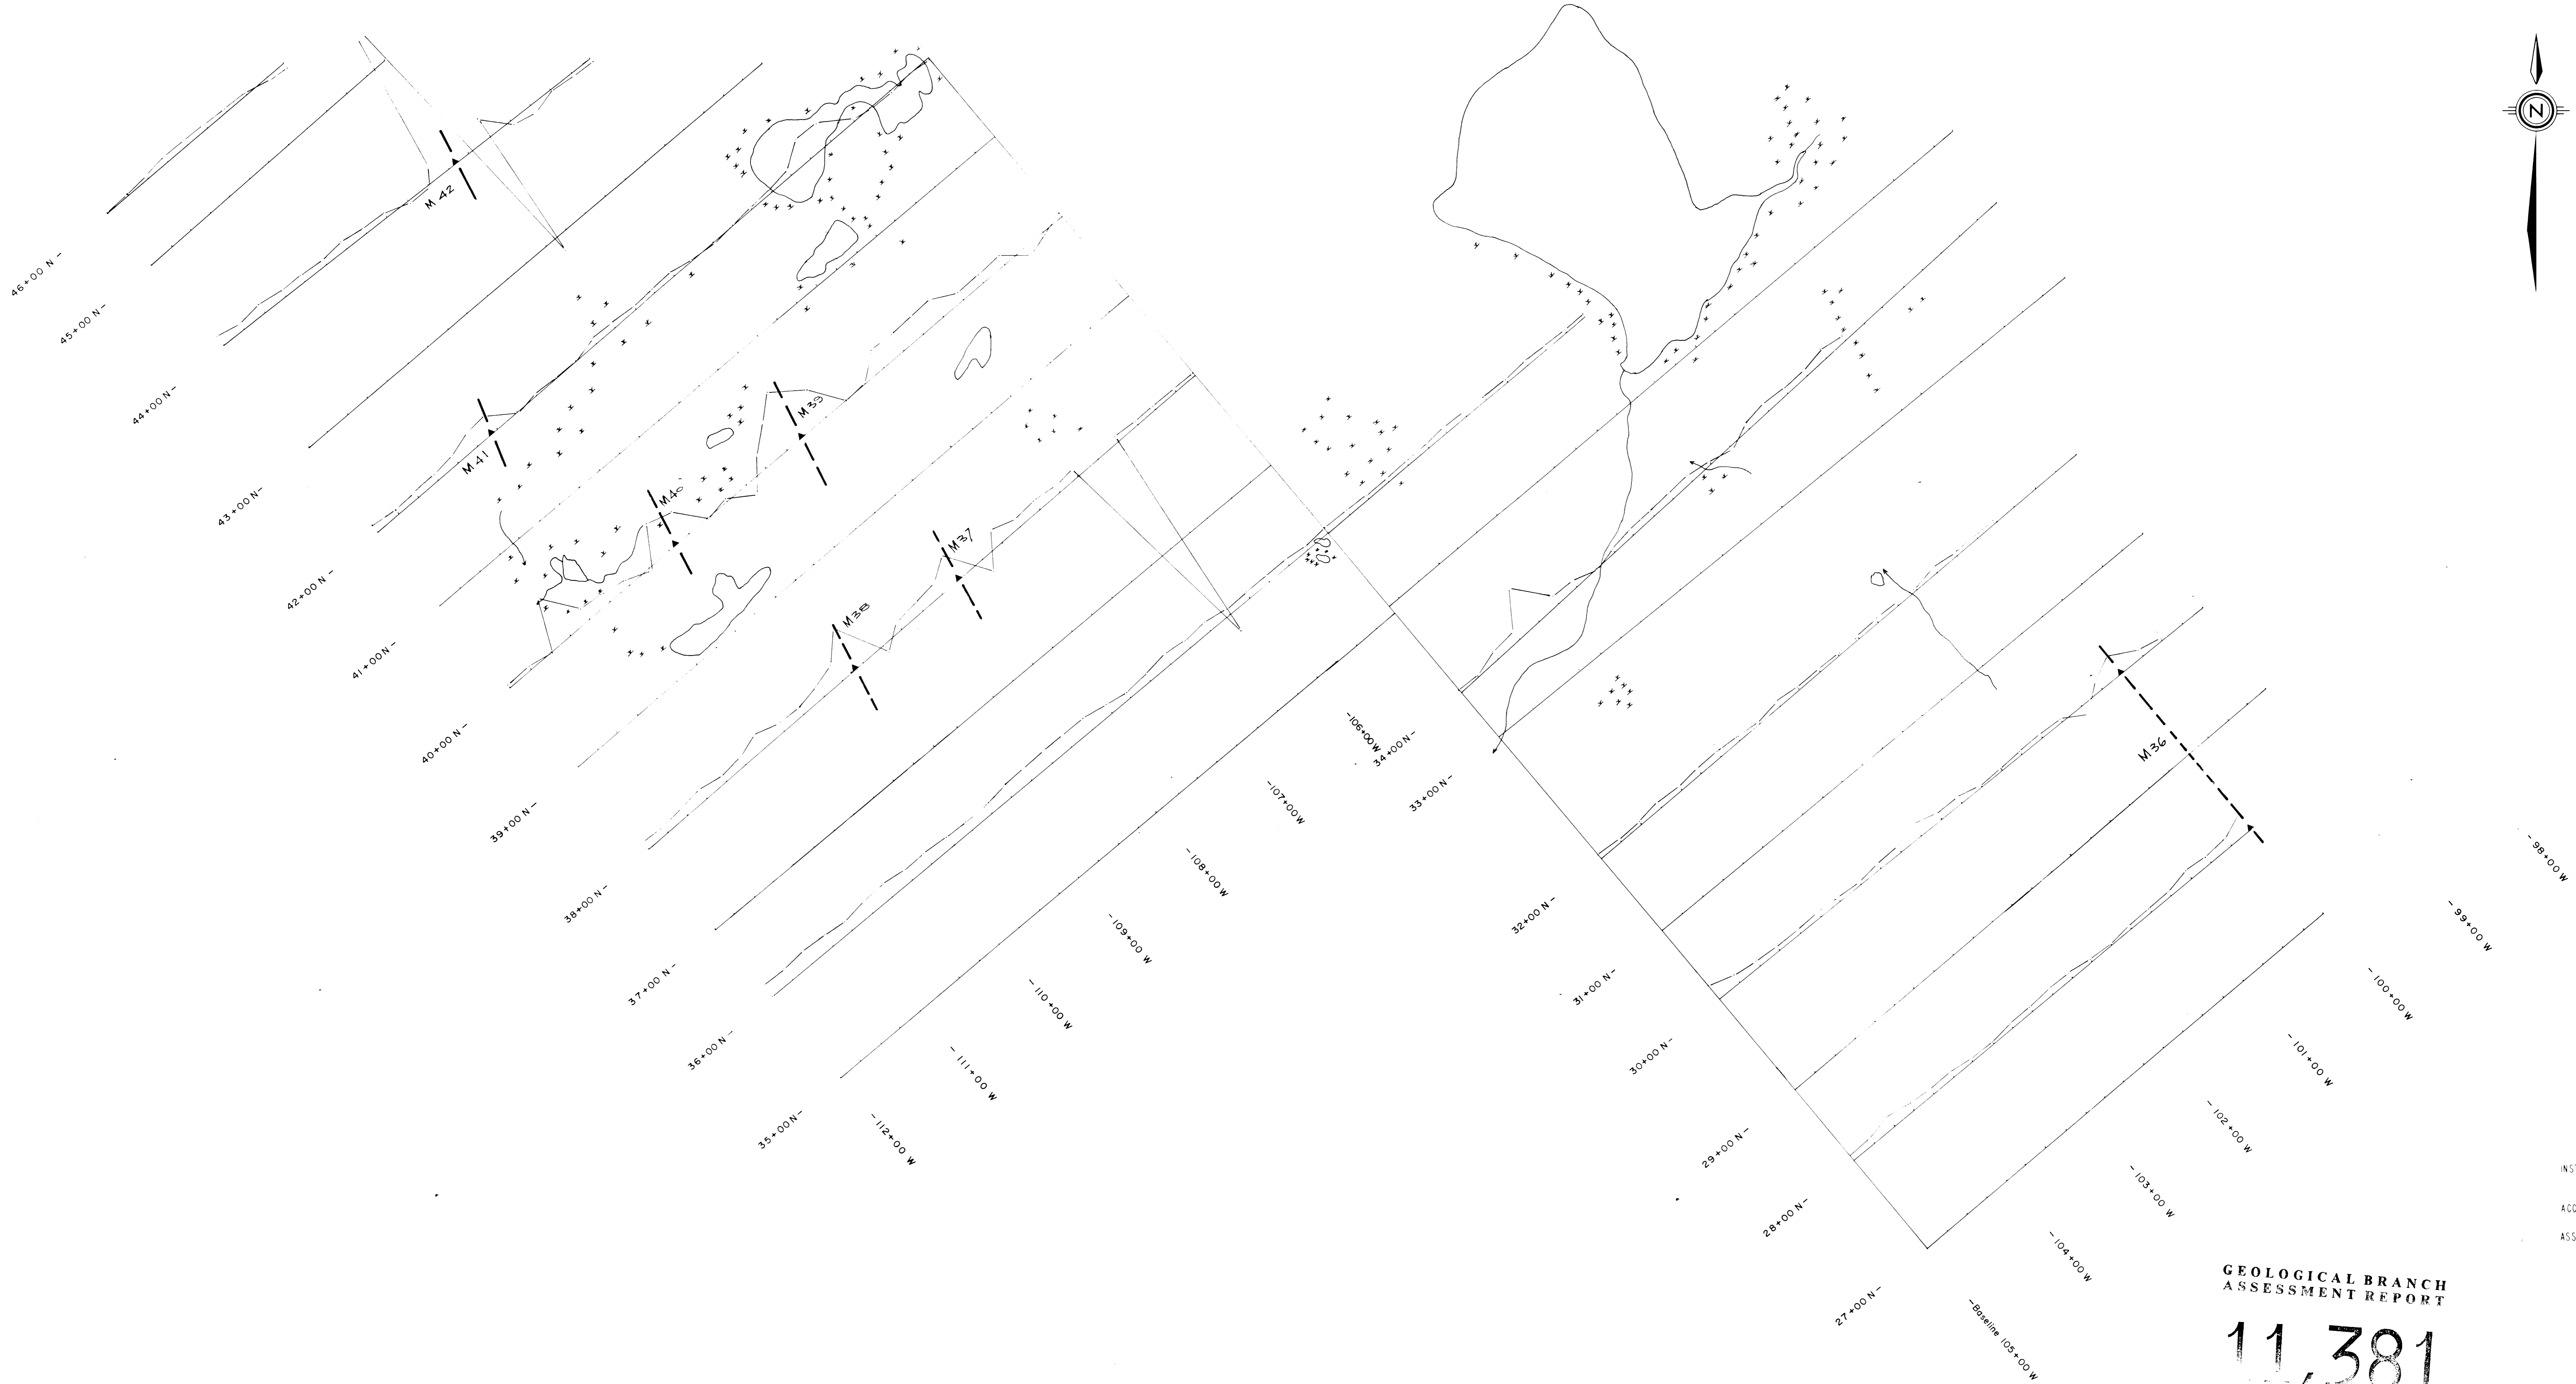 N
46+00 N
45+00 N
44+00 N
43+00 N
42+00 N
41+00 N
40+00 N
39+00 N
38+00 N
37+00 N
36+00 N
35+00 N
34+00 N
33+00 N
32+00 N
31+00 N
30+00 N
29+00 N
28+00 N
27+00 N
M 42
M 41
M 40
M 39
M 38
M 37
M 36
106+00 W
107+00 W
108+00 W
109+00 W
110+00 W
111+00 W
112+00 W
98+00 W
99+00 W
100+00 W
101+00 W
102+00 W
103+00 W
104+00 W
Baseline 105+00 W
INS
ACC
ASS
GEOLOGICAL BRANCH
ASSESSMENT REPORT
11,381